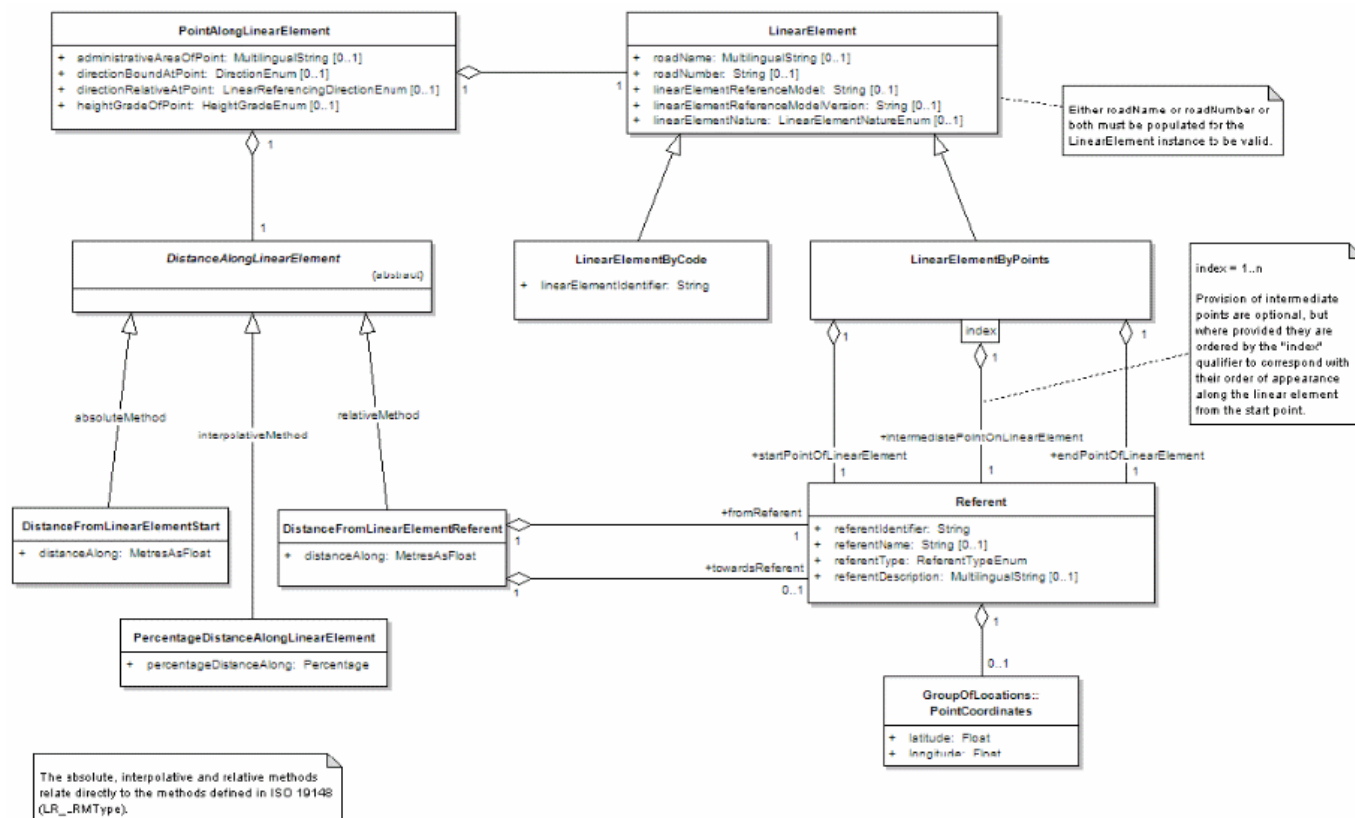 PointAlongLinearElement
+ administrativeAreaOfPoint: MultilingualString [0..1]
+ directionBoundAtPoint: DirectionEnum [0..1]
+ directionRelativeAtPoint: LinearReferencingDirectionEnum [0..1]
+ heightGradeOfPoint: HeightGradeEnum [0..1]
1
1
LinearElement
+ roadName: MultilingualString [0..1]
+ roadNumber: String [0..1]
+ linearElementReferenceModel: String [0..1]
+ linearElementReferenceModelVersion: String [0..1]
+ linearElementNature: LinearElementNatureEnum [0..1]
Either roadName or roadNumber or
both must be populated for the
LinearElement instance to be valid.
1
1
DistanceAlongLinearElement
{abstract}
LinearElementByCode
+ linearElementIdentifier: String
LinearElementByPoints
index
1
1
1
index = 1..n
Provision of intermediate
points are optional, but
where provided they are
ordered by the "index"
qualifier to correspond with
their order of appearance
along the linear element
from the start point.
absoluteMethod
interpolativeMethod
relativeMethod
+startPointOfLinearElement
1
+intermediatePointOnLinearElement
1
+endPointOfLinearElement
1
DistanceFromLinearElementStart
+ distanceAlong: MetresAsFloat
DistanceFromLinearElementReferent
+ distanceAlong: MetresAsFloat
+fromReferent
1
1
+towardsReferent
1
0..1
Referent
+ referentIdentifier: String
+ referentName: String [0..1]
+ referentType: ReferentTypeEnum
+ referentDescription: MultilingualString [0..1]
1
0..1
PercentageDistanceAlongLinearElement
+ percentageDistanceAlong: Percentage
GroupOfLocations::
PointCoordinates
+ latitude: Float
+ longitude: Float
The absolute, interpolative and relative methods
relate directly to the methods defined in ISO 19148
(LR_-RMType).